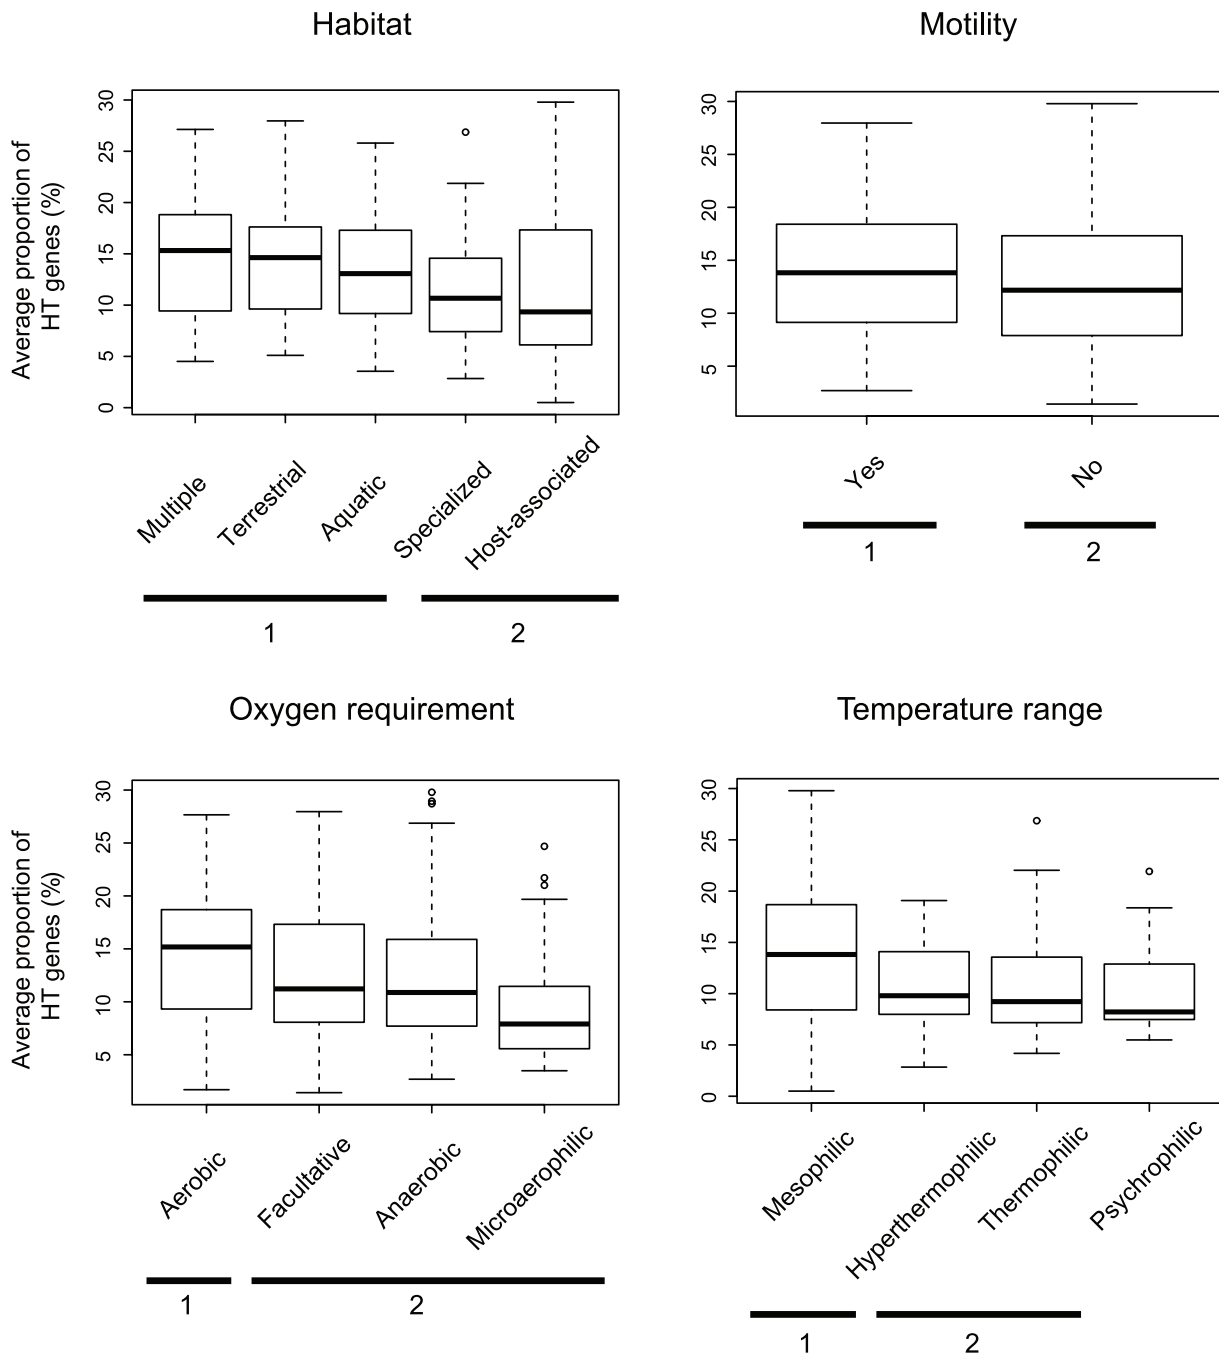 Habitat
Average proportion of
HT genes (%)
30
25
20
15
10
5
0
Multiple
Terrestrial
Aquatic
Specialized
Host-associated
1
2
Motility
30
25
20
15
10
5
Yes
No
1
2
Oxygen requirement
Average proportion of
HT genes (%)
30
25
20
15
10
5
Aerobic
Facultative
Anaerobic
Microaerophilic
1
2
Temperature range
30
25
20
15
10
5
0
Mesophilic
Hyperthermophilic
Thermophilic
Psychrophilic
1
2